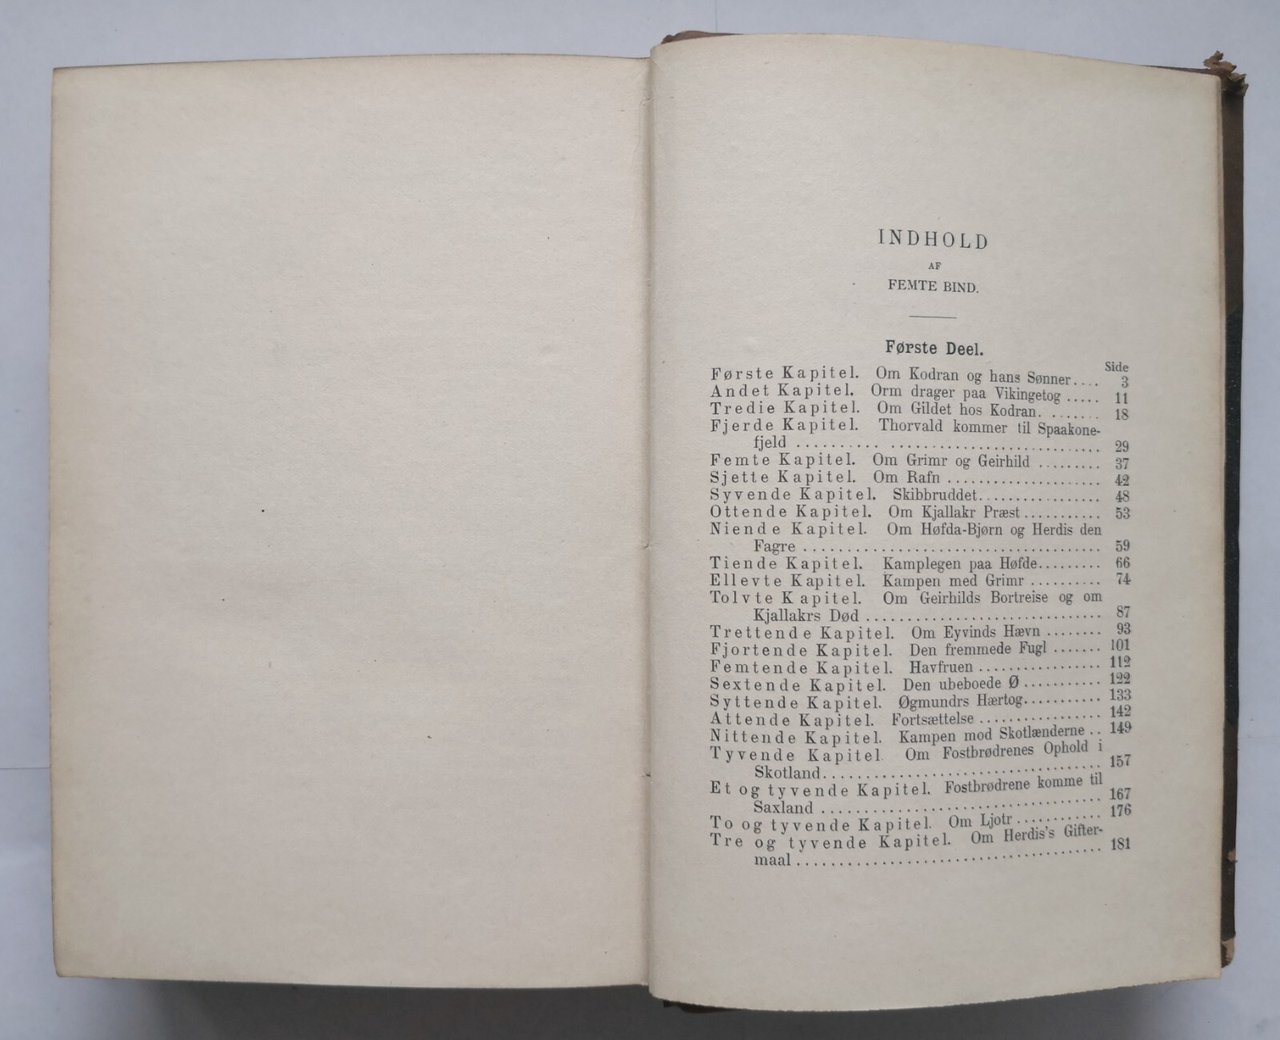 INDHOLD
AF
FEMTE BIND.
Første Deel.
Side
Første Kapitel. Om Kodran og hans Sønner.... 3
Andet Kapitel. Orm drager paa Vikingetog ..... 11
Tredie Kapitel. Om Gildet hos Kodran. ....... 18
Fjerde Kapitel. Thorvald kommer til Spaakone-
fjeld .................................. 29
Femte Kapitel. Om Grimr og Geirhild ......... 37
Sjette Kapitel. Om Rafn .................... 42
Syvende Kapitel. Skibbruddet................ 48
Ottende Kapitel. Om Kjallakr Præst........... 53
Niende Kapitel. Om Høfda-Bjørn og Herdis den
Fagre .................................. 59
Tiende Kapitel. Kamplegen paa Høfde......... 66
Ellevte Kapitel. Kampen med Grimr .......... 74
Tolvte Kapitel. Om Geirhilds Bortreise og om
Kjallakrs Død ........................... 87
Trettende Kapitel. Om Eyvinds Hævn ........ 93
Fjortende Kapitel. Den fremmede Fugl ....... 101
Femtende Kapitel. Havfruen ................ 112
Sextende Kapitel. Den ubeboede Ø........... 122
Syttende Kapitel. Øgmundrs Hærtog........... 133
Attende Kapitel. Fortsættelse ................ 142
Nittende Kapitel. Kampen mod Skotlænderne .. 149
Tyvende Kapitel Om Fostbrødrenes Ophold i
Skotland................................ 157
Et og tyvende Kapitel. Fostbrødrene komme til
Saxland ................................ 167
To og tyvende Kapitel. Om Ljotr............ 176
Tre og tyvende Kapitel. Om Herdis's Gifter-
maal ................................... 181